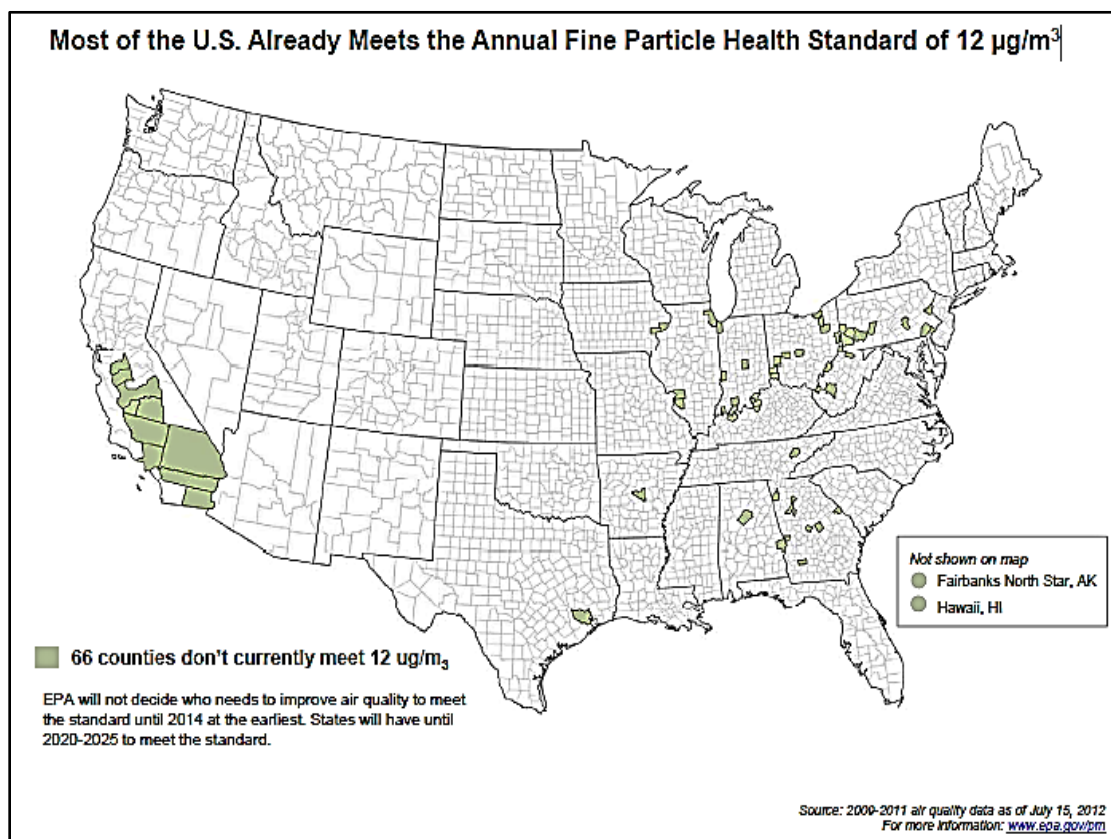 Most of the U.S. Already Meets the Annual Fine Particle Health Standard of 12 µg/m³
Not shown on map
Fairbanks North Star, AK
Hawaii, HI
66 counties don't currently meet 12 ug/m₃
EPA will not decide who needs to improve air quality to meet
the standard until 2014 at the earliest. States will have until
2020-2025 to meet the standard.
Source: 2009-2011 air quality data as of July 15, 2012
For more information: www.epa.gov/pm